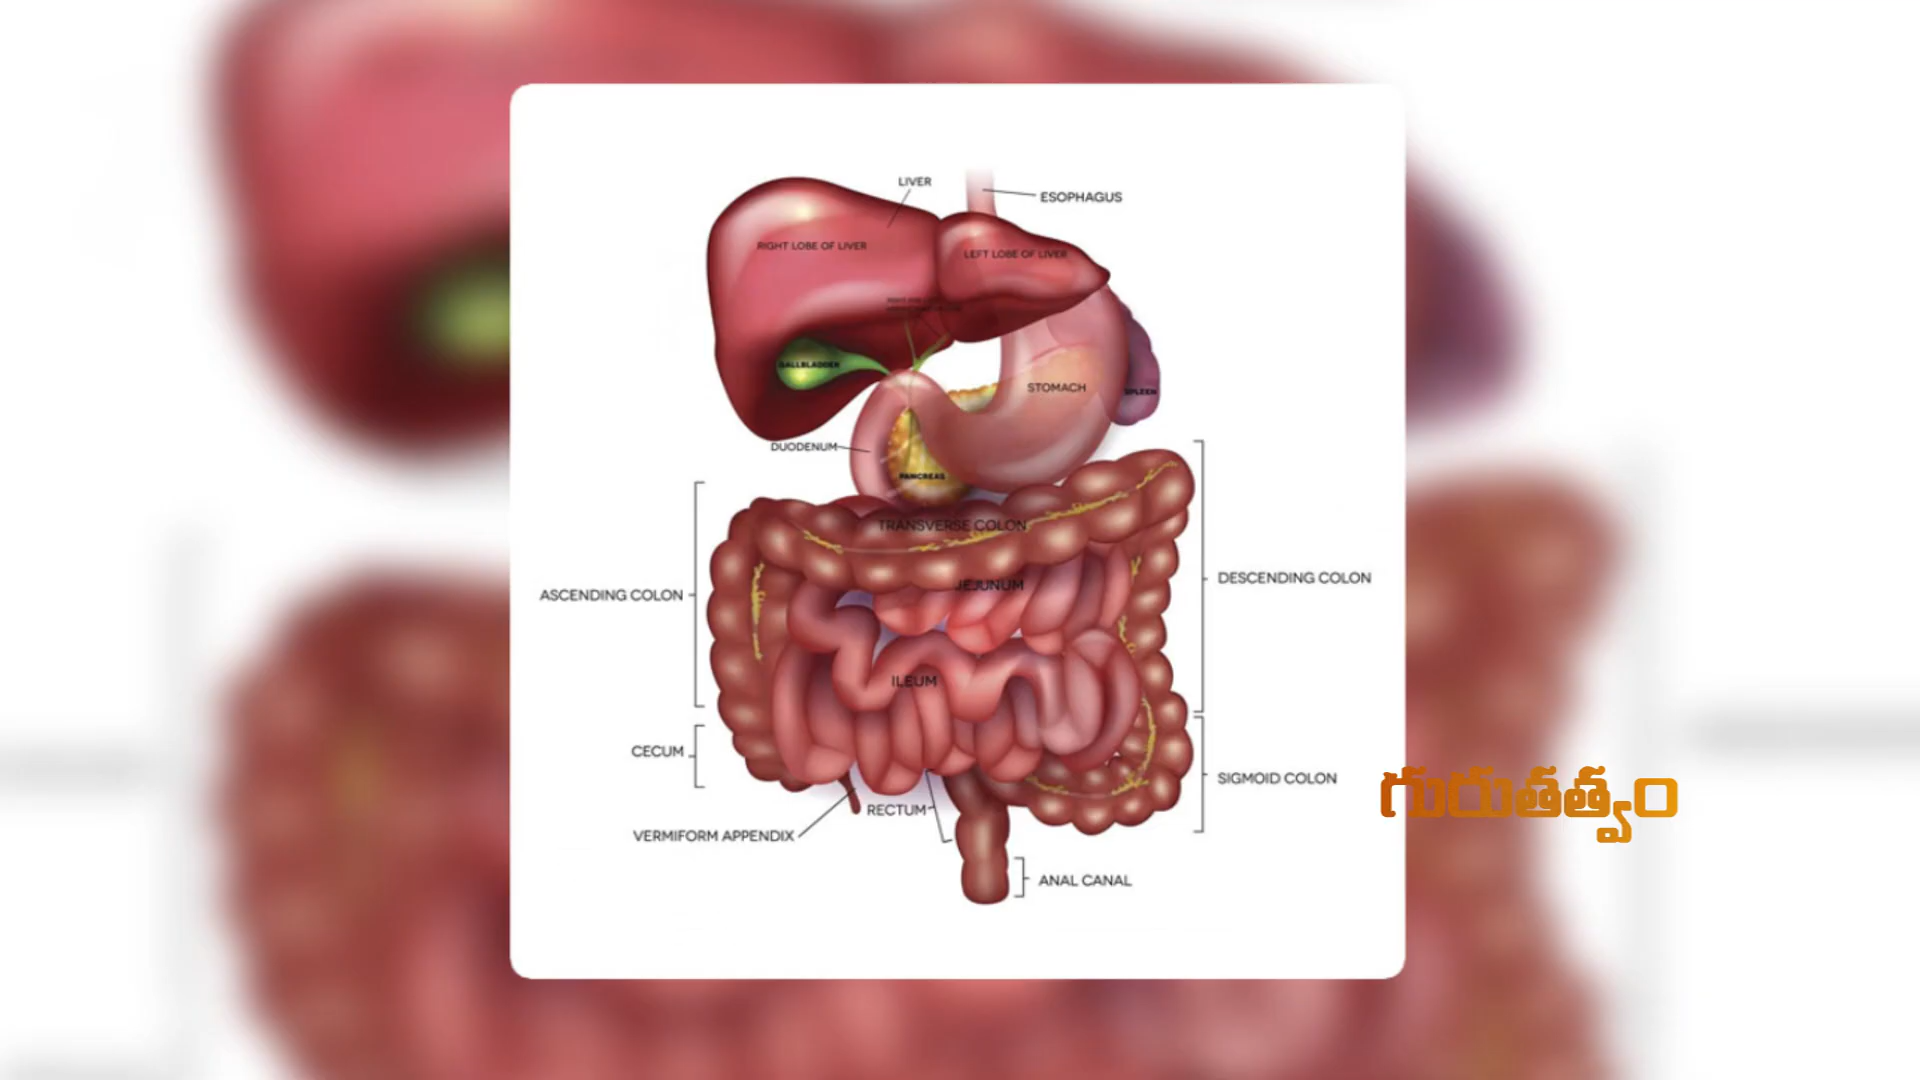 LIVER
ESOPHAGUS
RIGHT LOBE OF LIVER
LEFT LOBE OF LIVER
GALLBLADDER
STOMACH
SPLEEN
DUODENUM
PANCREAS
TRANSVERSE COLON
JEJUNUM
ASCENDING COLON
DESCENDING COLON
ILEUM
CECUM
SIGMOID COLON
గురుతత్వం
RECTUM
VERMIFORM APPENDIX
ANAL CANAL